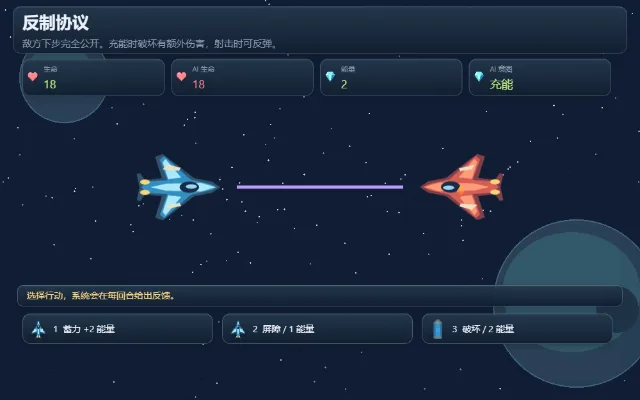 反制协议
敌方下步完全公开。充能时破坏有额外伤害，射击时可反弹。
生命
18
AI 生命
18
能量
2
AI 意图
充能
选择行动，系统会在每回合给出反馈。
1 蓄力 +2 能量
2 屏障 / 1 能量
3 破坏 / 2 能量